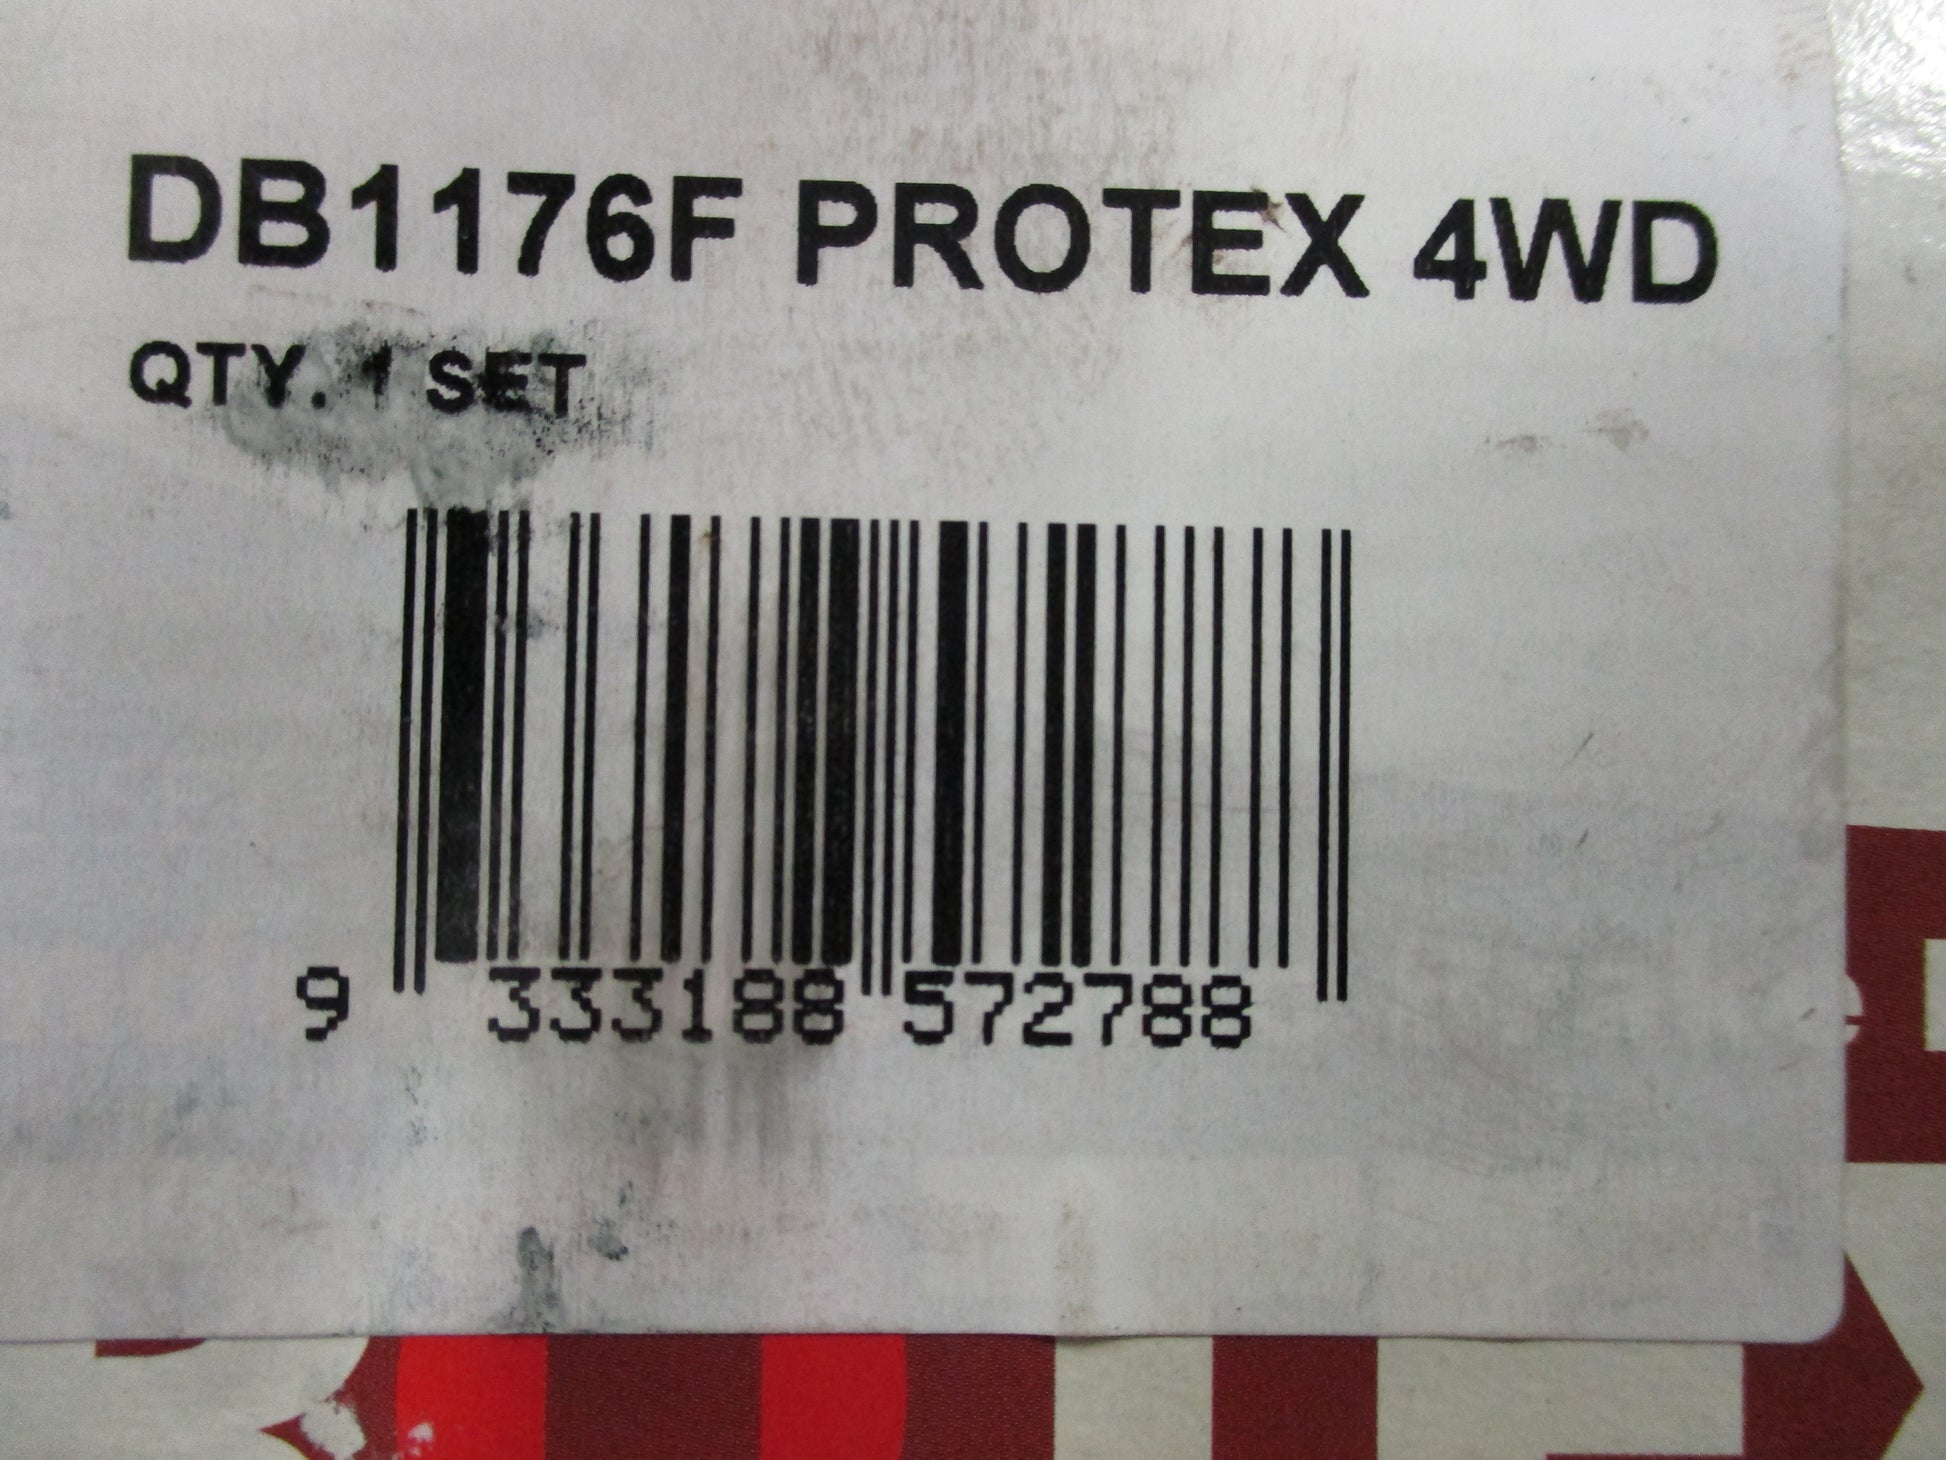 DB1176F PROTEX 4WD
QTY. 1 SET
9 333188 572788
e